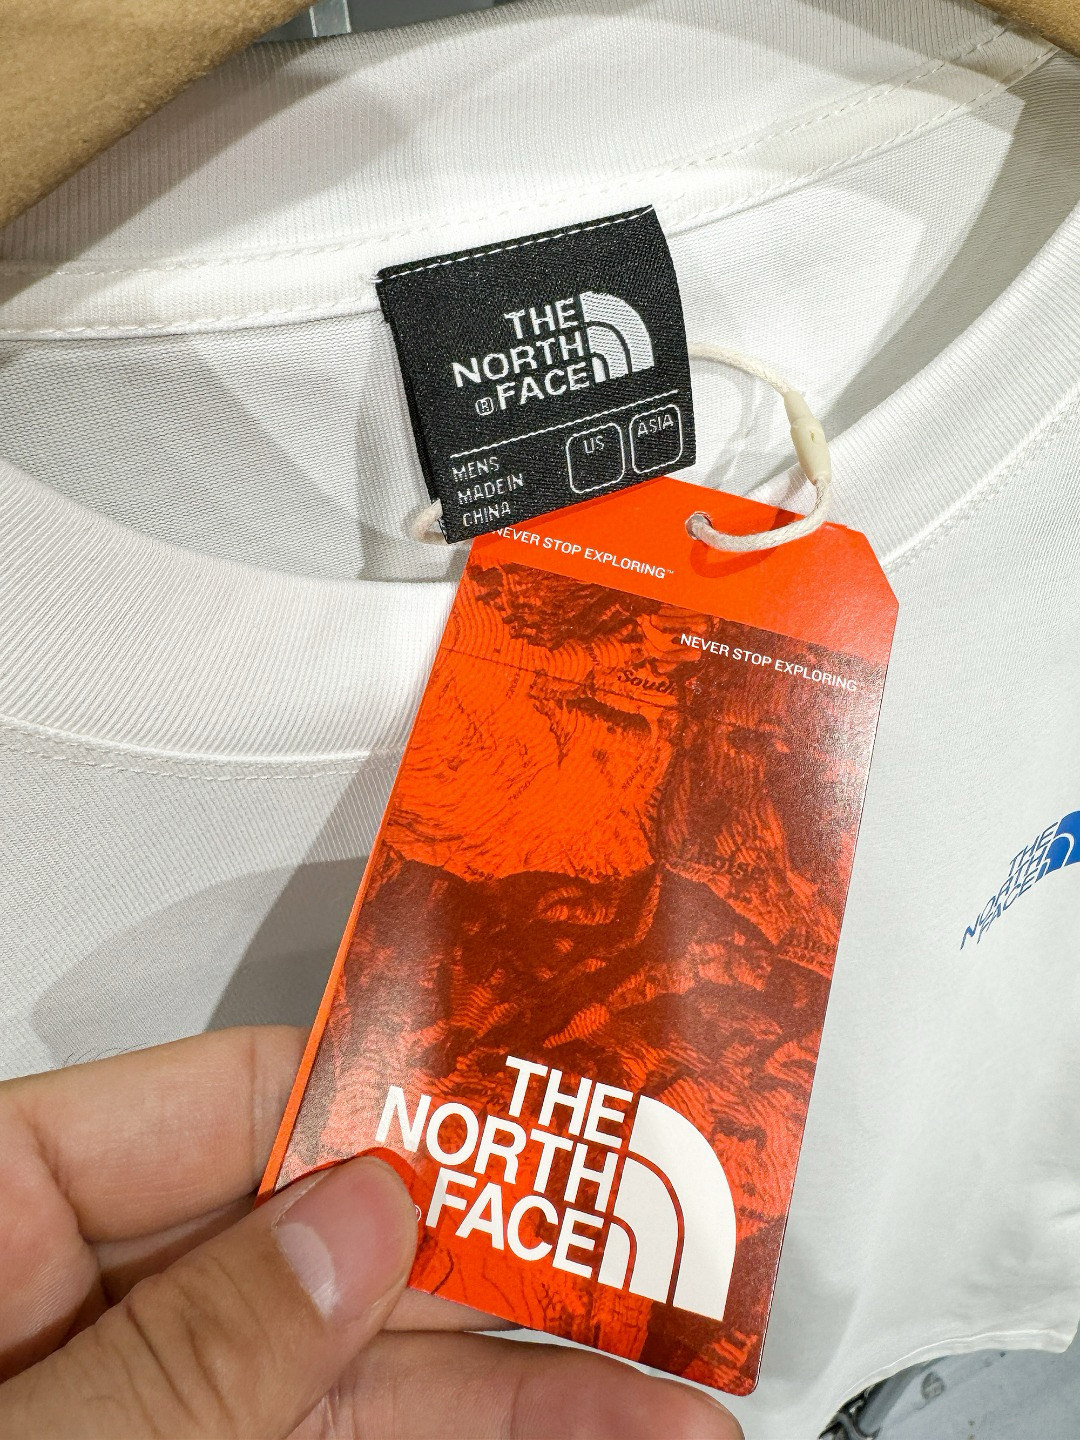 THE
NORTH
® FACE
US
ASIA
MENS
MADE IN
CHINA
NEVER STOP EXPLORING™
NEVER STOP EXPLORING
South
THE
NORTH
FACE
THE
NORTH
® FACE